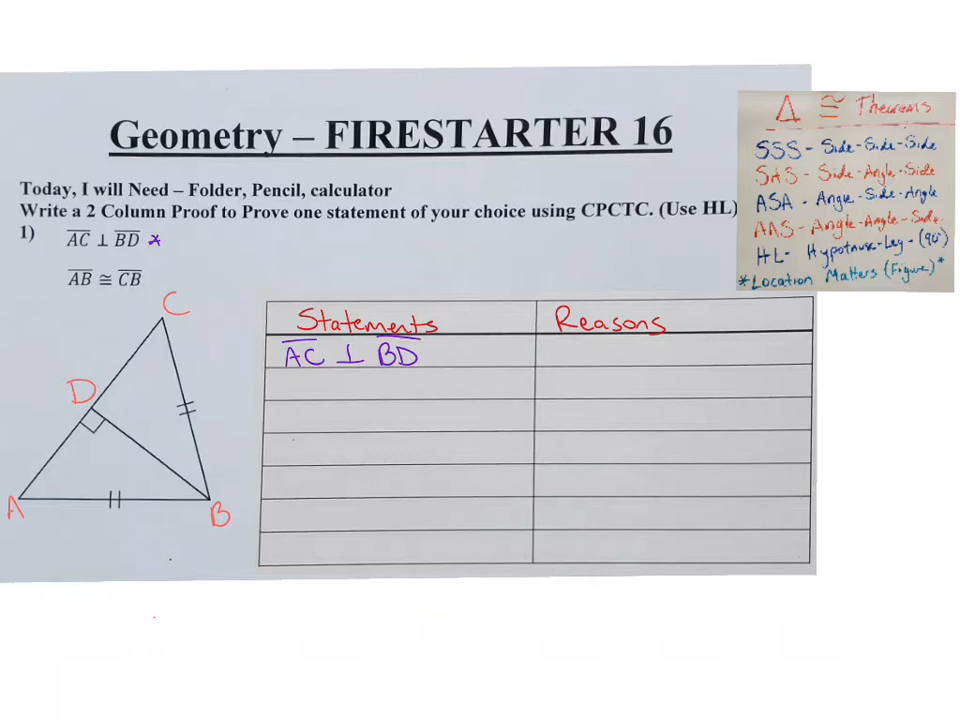 Geometry – FIRESTARTER 16
Today, I will Need – Folder, Pencil, calculator
Write a 2 Column Proof to Prove one statement of your choice using CPCTC. (Use HL)
1) AC ⊥ BD *
AB ≅ CB
Δ ≅ Theorems
SSS - Side-Side-Side
SAS - Side-Angle-Side
ASA - Angle-Side-Angle
AAS - Angle-Angle-Side
HL - Hypotnuse-Leg-(90°)
*Location Matters (Figure)*
C
D
A
B
Statements Reasons
AC ⊥ BD